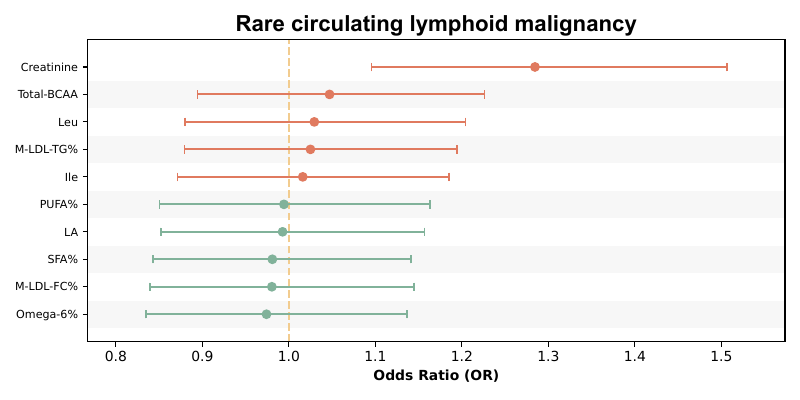 Rare circulating lymphoid malignancy
Creatinine
Total-BCAA
Leu
M-LDL-TG%
Ile
PUFA%
LA
SFA%
M-LDL-FC%
Omega-6%
0.8 0.9 1.0 1.1 1.2 1.3 1.4 1.5
Odds Ratio (OR)